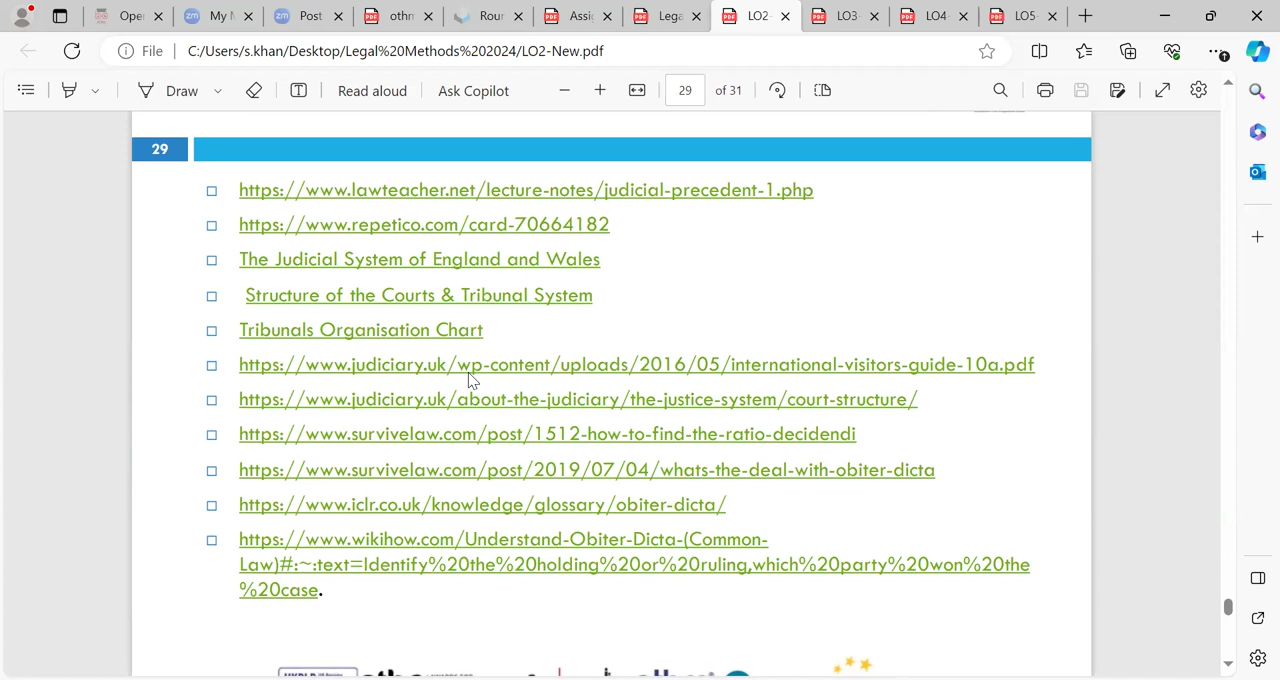 Oper
My M
Post
othm
Rour
Assig
Lega
LO2-
LO3-
LO4-
LO5-
File
C:/Users/s.khan/Desktop/Legal%20Methods%202024/LO2-New.pdf
Draw
Read aloud
Ask Copilot
29 of 31
29
https://www.lawteacher.net/lecture-notes/judicial-precedent-1.php
https://www.repetico.com/card-70664182
The Judicial System of England and Wales
Structure of the Courts & Tribunal System
Tribunals Organisation Chart
https://www.judiciary.uk/wp-content/uploads/2016/05/international-visitors-guide-10a.pdf
https://www.judiciary.uk/about-the-judiciary/the-justice-system/court-structure/
https://www.survivelaw.com/post/1512-how-to-find-the-ratio-decidendi
https://www.survivelaw.com/post/2019/07/04/whats-the-deal-with-obiter-dicta
https://www.iclr.co.uk/knowledge/glossary/obiter-dicta/
https://www.wikihow.com/Understand-Obiter-Dicta-(Common-
Law)#:~:text=Identify%20the%20holding%20or%20ruling,which%20party%20won%20the
%20case.